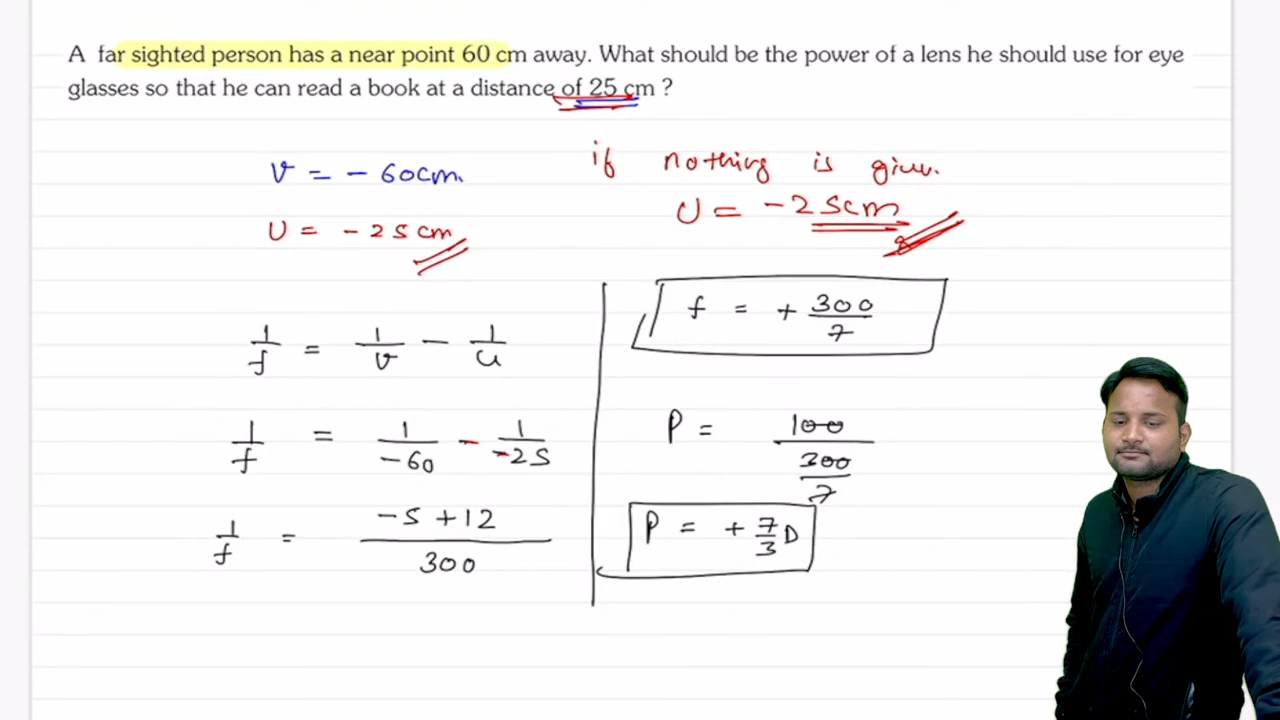 A far sighted person has a near point 60 cm away. What should be the power of a lens he should use for eye
glasses so that he can read a book at a distance of 25 cm ?
v = - 60cm.
if nothing is given.
u = - 25 cm
U = - 25cm
1/f = 1/v - 1/u
1/f = 1/-60 - 1/-25
1/f = -5 +12 / 300
f = + 300/7
P = 100 / 300/7
P = + 7/3 D